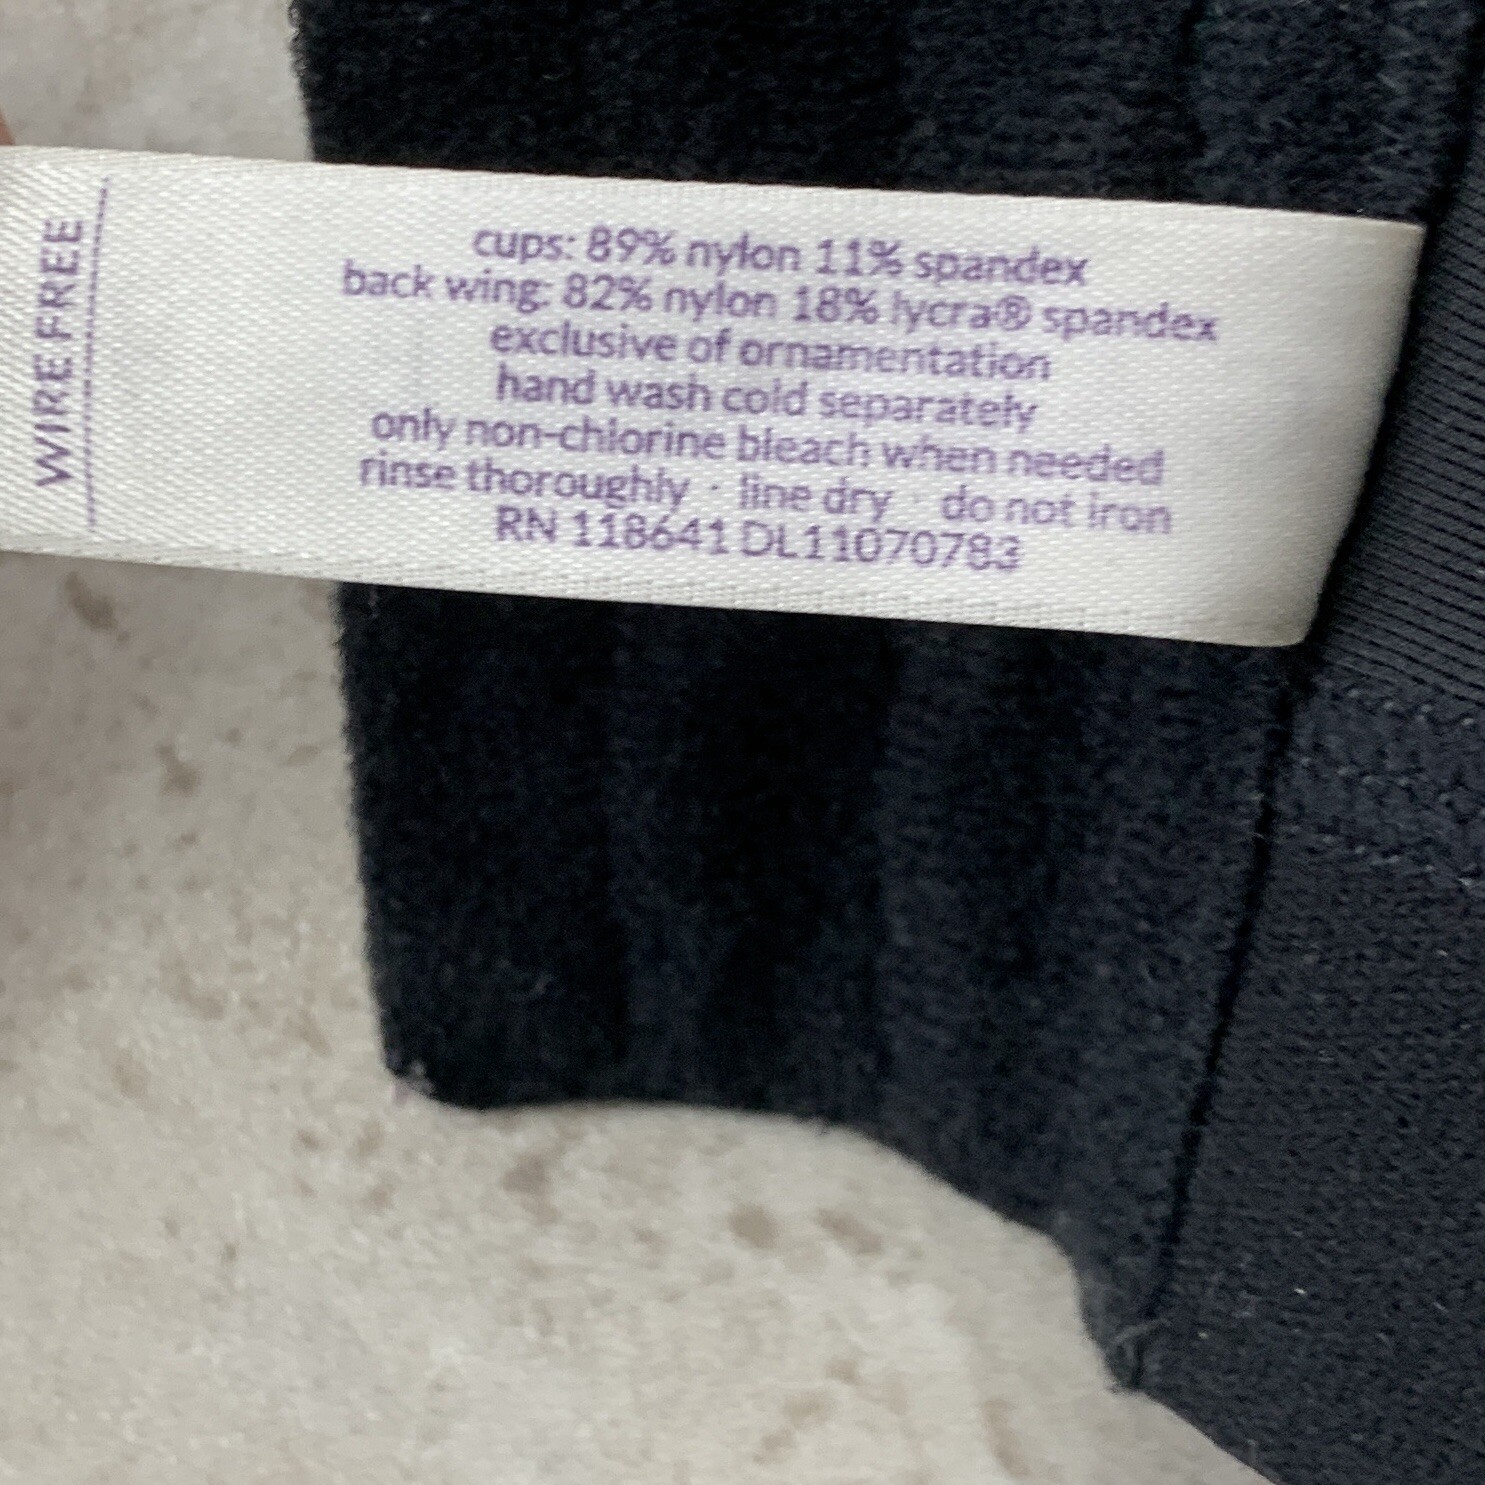 WIRE FREE
cups: 89% nylon 11% spandex
back wing: 82% nylon 18% lycra® spandex
exclusive of ornamentation
hand wash cold separately
only non-chlorine bleach when needed
rinse thoroughly · line dry · do not iron
RN 118641 DL11070783